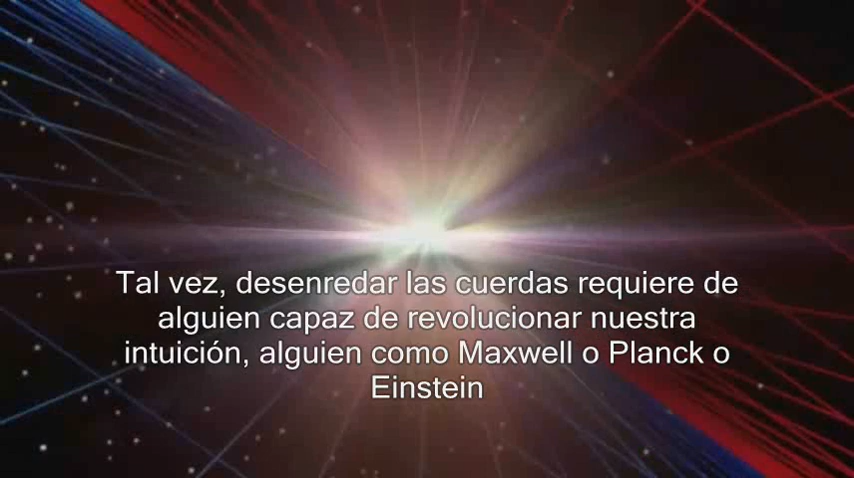 Tal vez, desenredar las cuerdas requiere de
alguien capaz de revolucionar nuestra
intuición, alguien como Maxwell o Planck o
Einstein